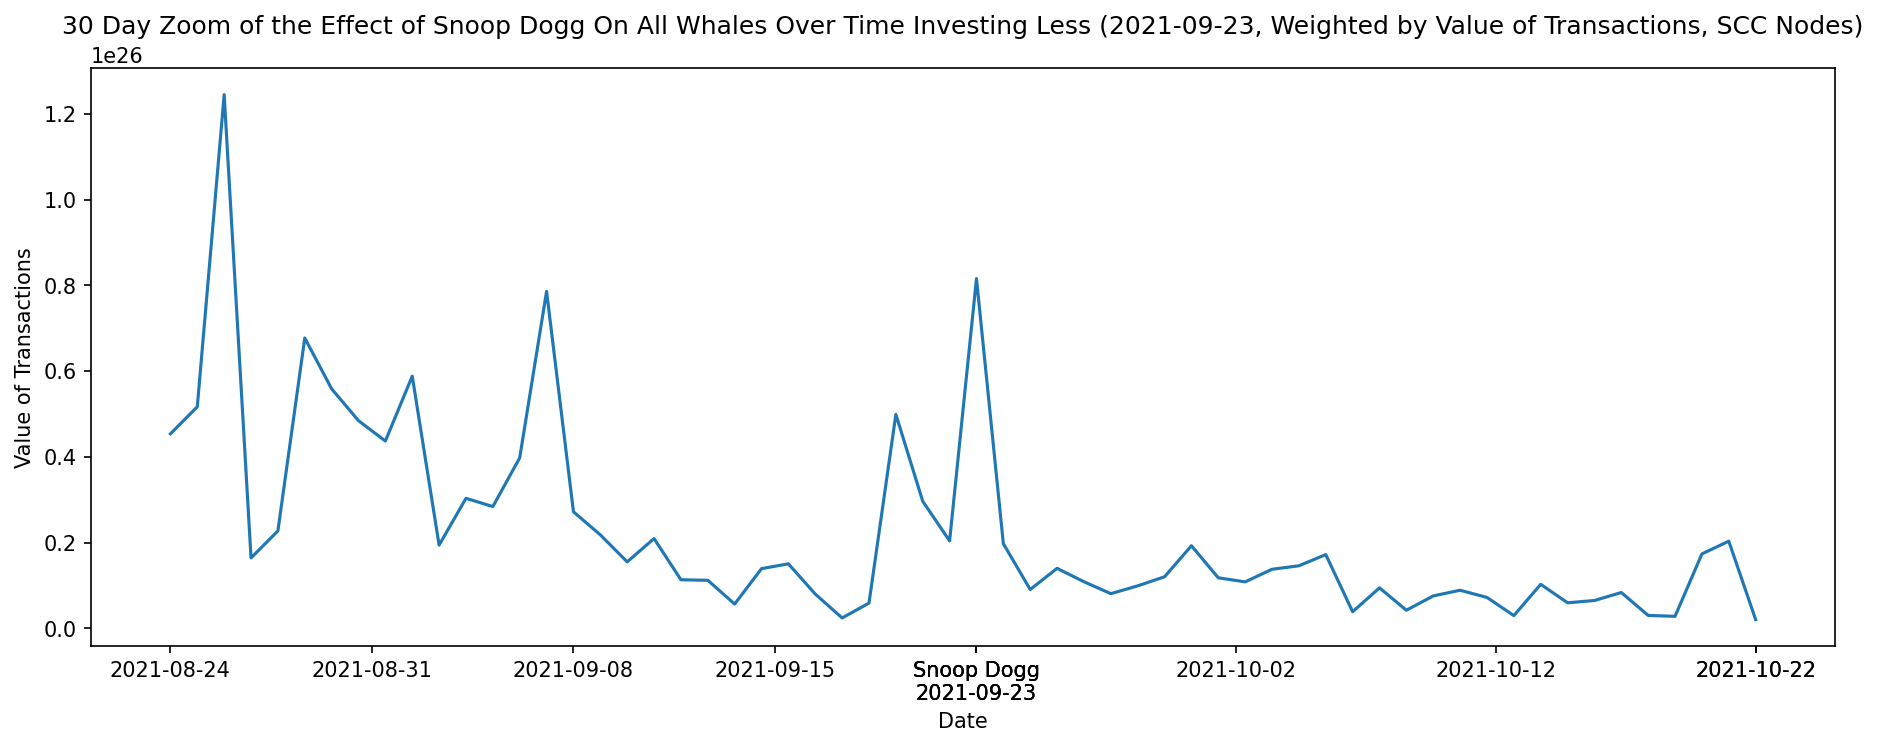 30 Day Zoom of the Effect of Snoop Dogg On All Whales Over Time Investing Less (2021-09-23, Weighted by Value of Transactions, SCC Nodes)
1e26
1.2
1.0
0.8
0.6
0.4
0.2
0.0
Value of Transactions
2021-08-24 2021-08-31 2021-09-08 2021-09-15 Snoop Dogg 2021-10-02 2021-10-12 2021-10-22
2021-09-23
Date